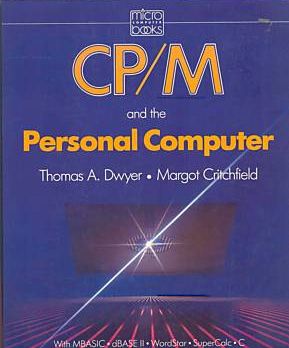 micro
COMPUTER
books
CP/M
and the
Personal Computer
Thomas A. Dwyer • Margot Critchfield
With MBASIC • dBASE II • WordStar • SuperCalc • C